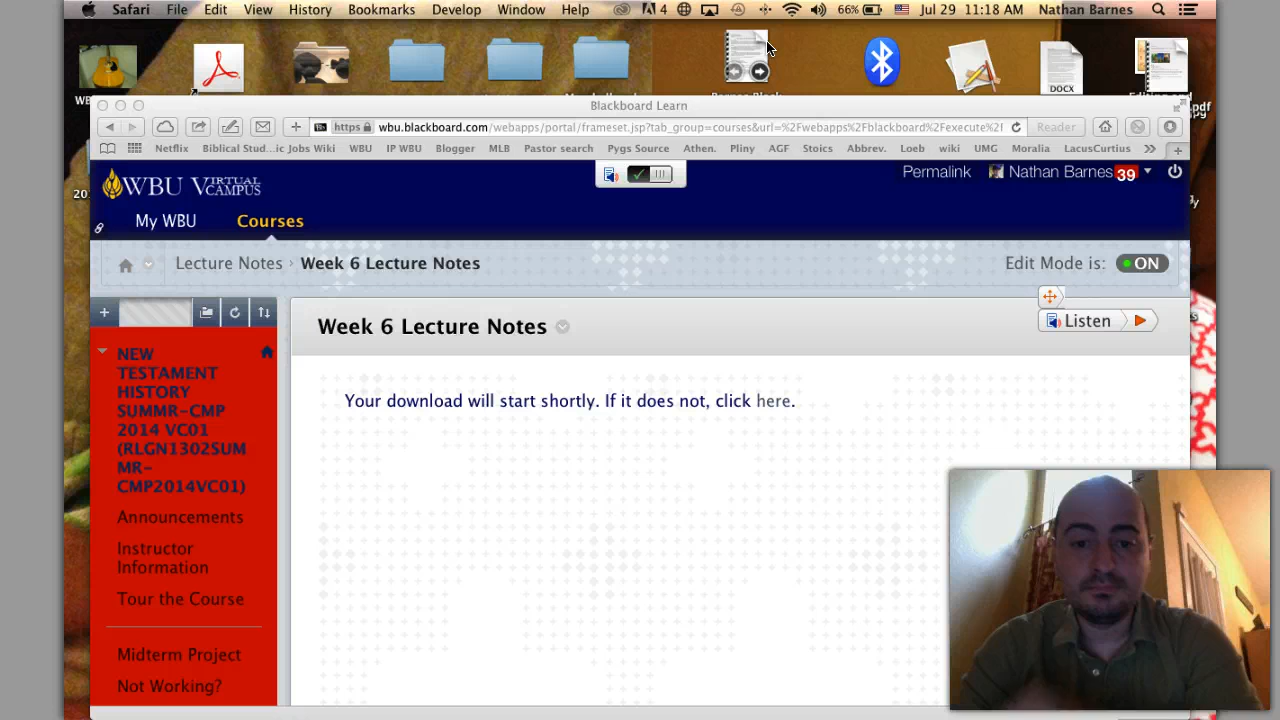 Safari File Edit View History Bookmarks Develop Window Help 4 66% Jul 29 11:18 AM Nathan Barnes
DOCX
.pdf
Blackboard Learn
https wbu.blackboard.com/webapps/portal/frameset.jsp?tab_group=courses&url=%2Fwebapps%2Fblackboard%2Fexecute%2F Reader
Netflix Biblical Stud...ic Jobs Wiki WBU IP WBU Blogger MLB Pastor search Pygs Source Athen. Pliny AGF Stoics Abbrev. Loeb wiki UMG Moralia LacusCurtius
WBU VIRTUAL CAMPUS
Permalink Nathan Barnes 39
My WBU Courses
Lecture Notes › Week 6 Lecture Notes
Edit Mode is: ON
Week 6 Lecture Notes
Listen
Your download will start shortly. If it does not, click here.
NEW
TESTAMENT
HISTORY
SUMMR-CMP
2014 VC01
(RLGN1302SUM
MR-
CMP2014VC01)
Announcements
Instructor
Information
Tour the Course
Midterm Project
Not Working?